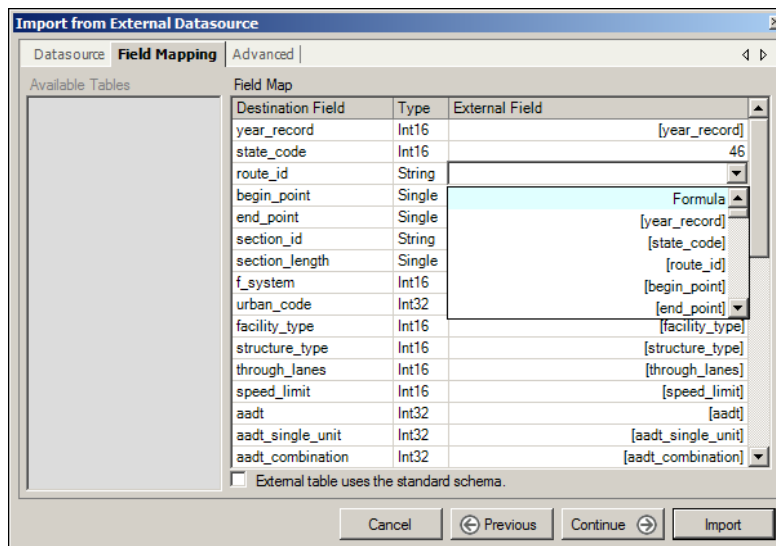 Import from External Datasource
Datasource Field Mapping Advanced
Available Tables Field Map
Destination Field Type External Field
year_record Int16 [year_record]
state_code Int16 46
route_id String
begin_point Single Formula
end_point Single [year_record]
section_id String [state_code]
section_length Single [route_id]
f_system Int16 [begin_point]
urban_code Int32 [end_point]
facility_type Int16 [facility_type]
structure_type Int16 [structure_type]
through_lanes Int16 [through_lanes]
speed_limit Int16 [speed_limit]
aadt Int32 [aadt]
aadt_single_unit Int32 [aadt_single_unit]
aadt_combination Int32 [aadt_combination]
External table uses the standard schema.
Cancel Previous Continue Import